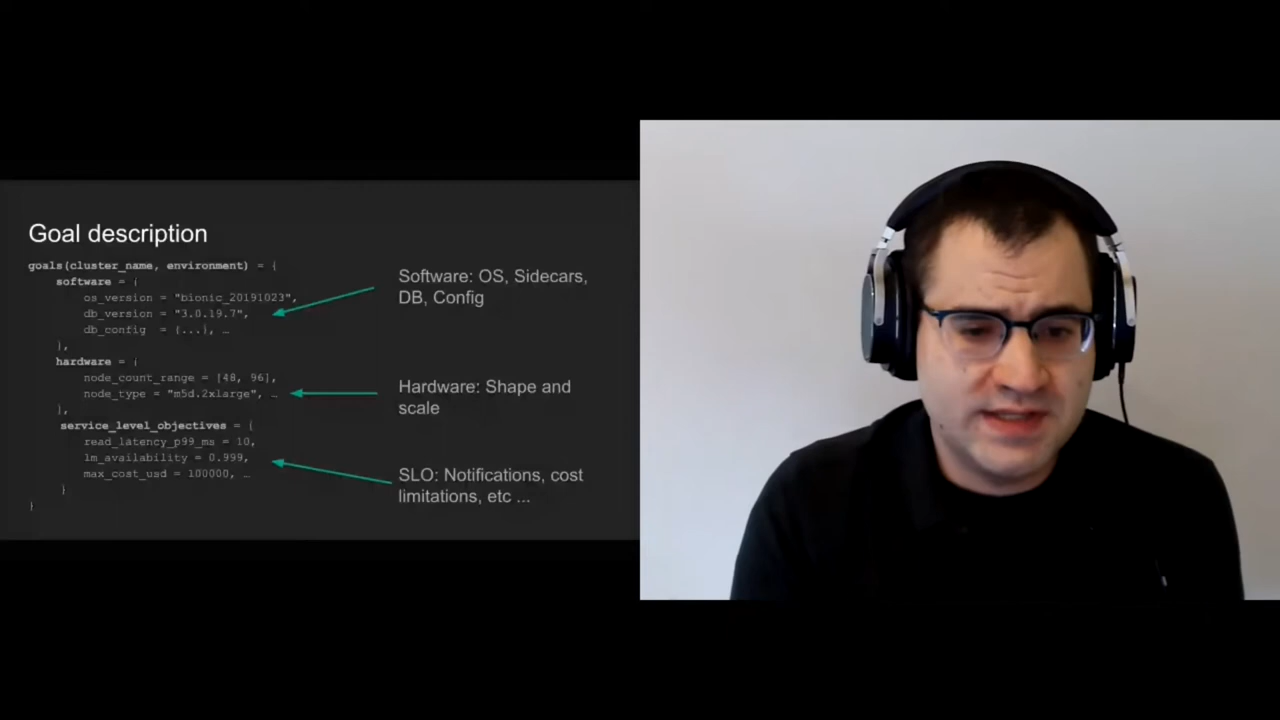 Goal description
goals(cluster_name, environment) = {
software = {
os_version = "bionic_20191023",
db_version = "3.0.19.7",
db_config = {...}, …
},
hardware = {
node_count_range = [48, 96],
node_type = "m5d.2xlarge", …
},
service_level_objectives = {
read_latency_p99_ms = 10,
lm_availability = 0.999,
max_cost_usd = 100000, …
}
}
Software: OS, Sidecars,
DB, Config
Hardware: Shape and
scale
SLO: Notifications, cost
limitations, etc ...